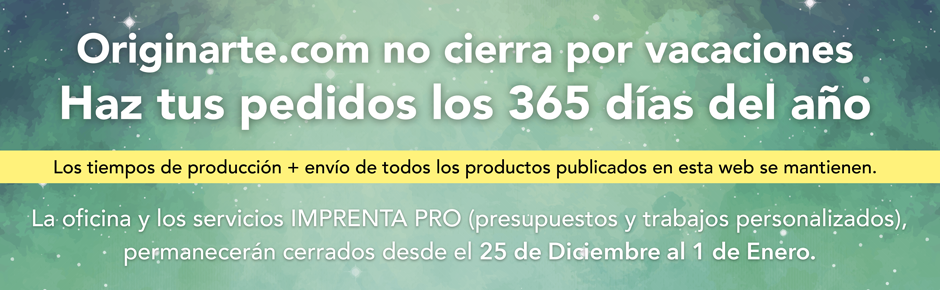 Originarte.com no cierra por vacaciones
Haz tus pedidos los 365 días del año
Los tiempos de producción + envío de todos los productos publicados en esta web se mantienen.
La oficina y los servicios IMPRENTA PRO (presupuestos y trabajos personalizados),
permanecerán cerrados desde el 25 de Diciembre al 1 de Enero.